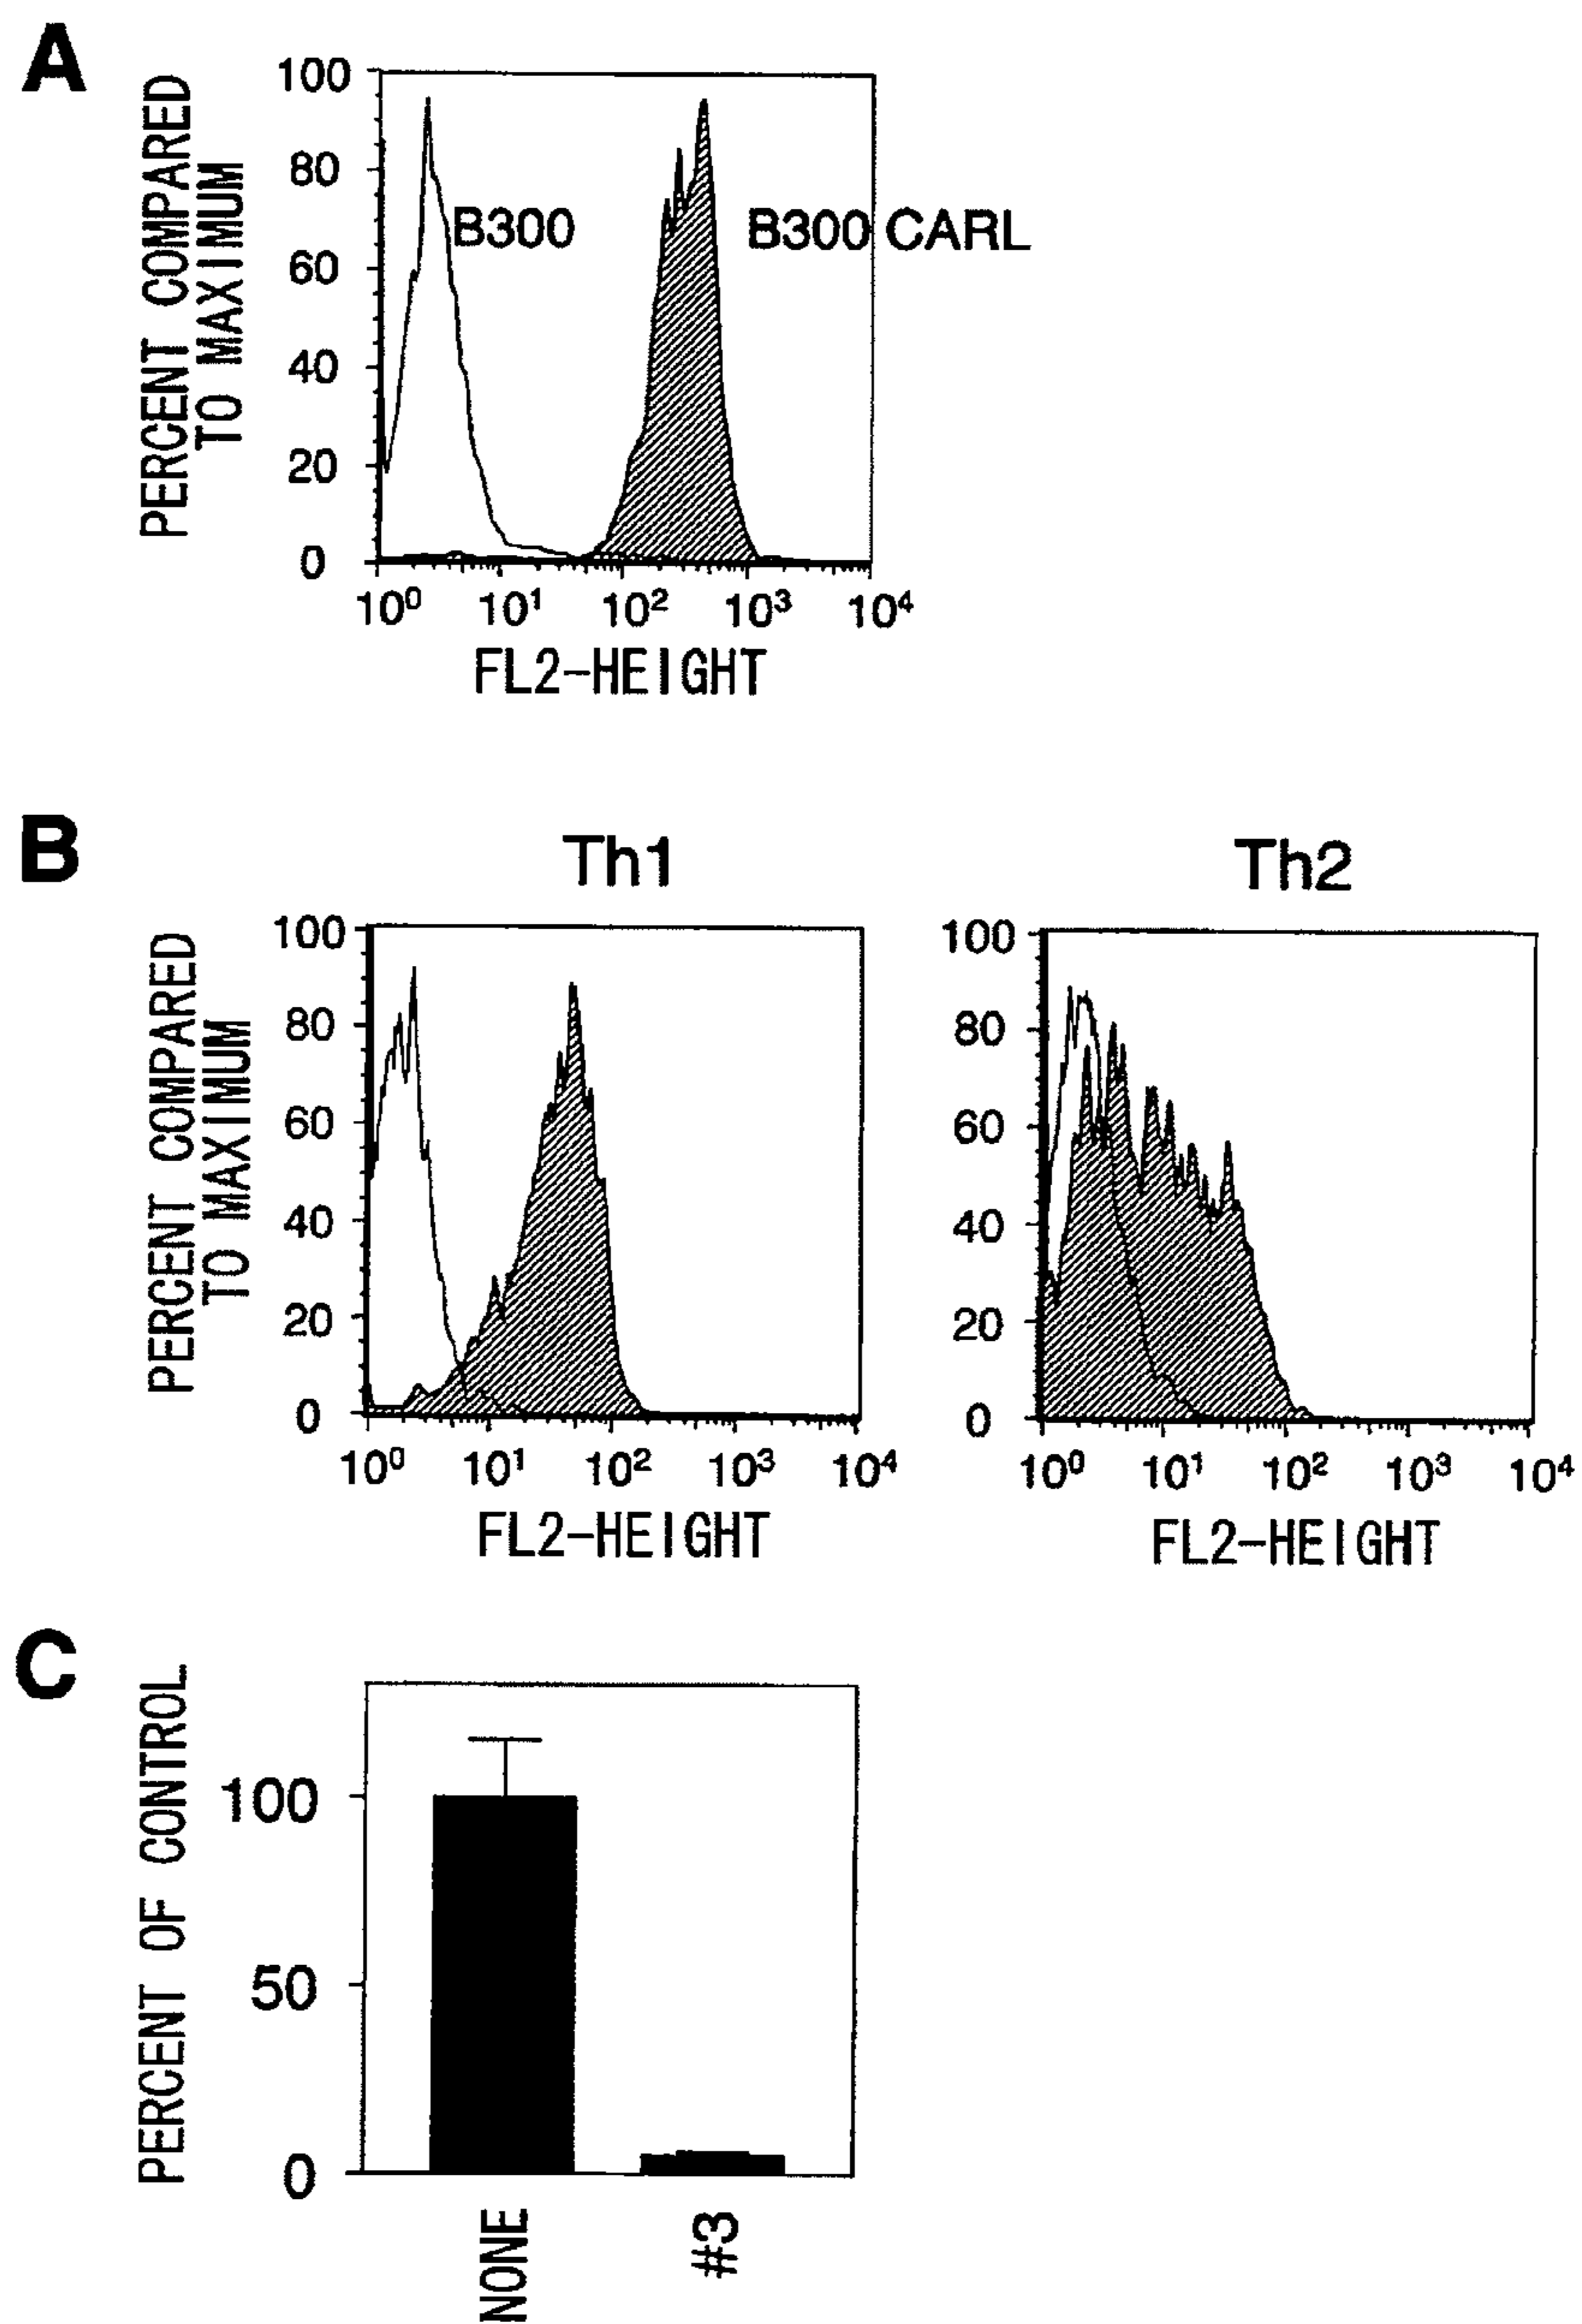 A
PERCENT COMPARED
TO MAXIMUM
100
80
60
40
20
0
B300
B300 CARL
10⁰ 10¹ 10² 10³ 10⁴
FL2-HEIGHT
B
Th1
PERCENT COMPARED
TO MAXIMUM
100
80
60
40
20
0
10⁰ 10¹ 10² 10³ 10⁴
FL2-HEIGHT
Th2
100
80
60
40
20
0
10⁰ 10¹ 10² 10³ 10⁴
FL2-HEIGHT
C
PERCENT OF CONTROL
100
50
0
NONE
#3